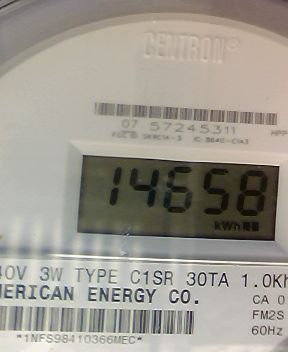 CENTRON®
07 57245311
14658
kWh
40V 3W TYPE C1SR 30TA 1.0Kh
MERICAN ENERGY CO.
CA 0
FM2S
60Hz
*1NFS98410366MEC*